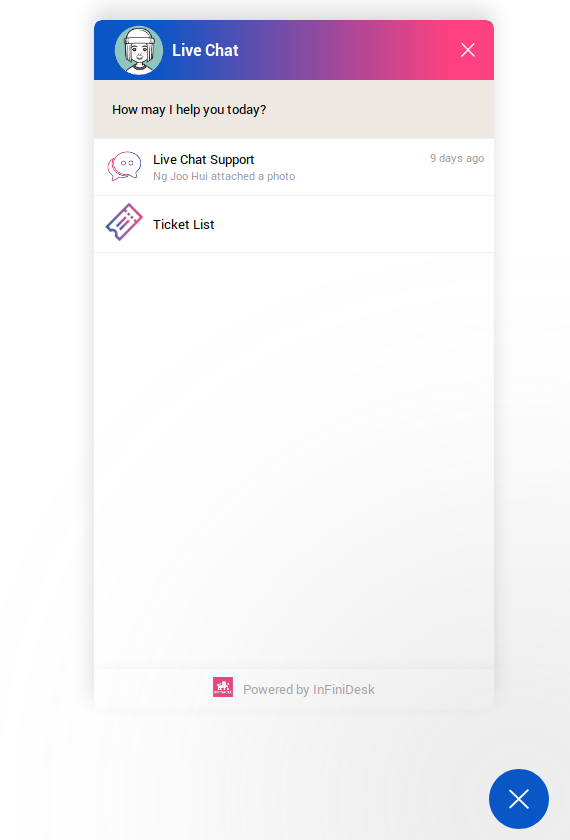 Live Chat
How may I help you today?
Live Chat Support
9 days ago
Ng Joo Hui attached a photo
Ticket List
Powered by InFiniDesk